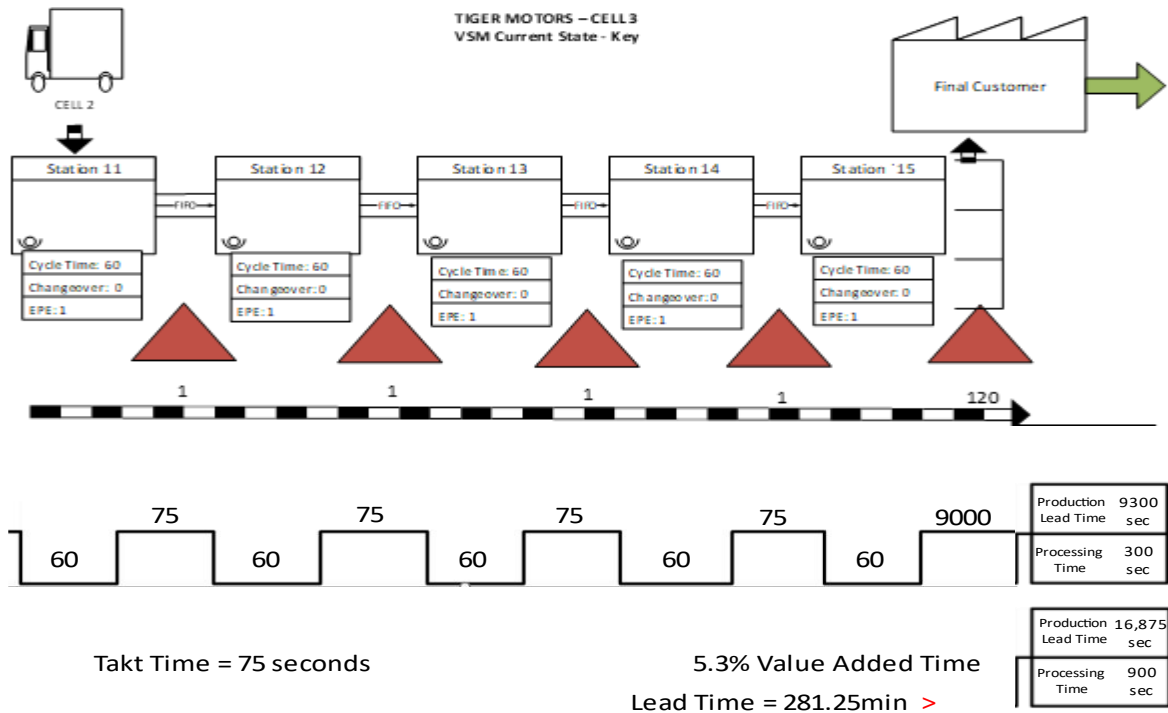 TIGER MOTORS – CELL3
VSM Current State - Key
CELL 2
Final Customer
Station 11
Station 12
Station 13
Station 14
Station `15
FIFO
FIFO
FIFO
FIFO
Cycle Time: 60
Changeover: 0
EPE: 1
Cycle Time: 60
Changeover: 0
EPE: 1
Cycle Time: 60
Changeover: 0
EPE: 1
Cycle Time: 60
Changeover: 0
EPE: 1
Cycle Time: 60
Changeover: 0
EPE: 1
1
1
1
1
120
75
75
75
75
9000
60
60
60
60
60
Production 9300
Lead Time sec
Processing 300
Time sec
Production 16,875
Lead Time sec
Processing 900
Time sec
Takt Time = 75 seconds
5.3% Value Added Time
Lead Time = 281.25min >